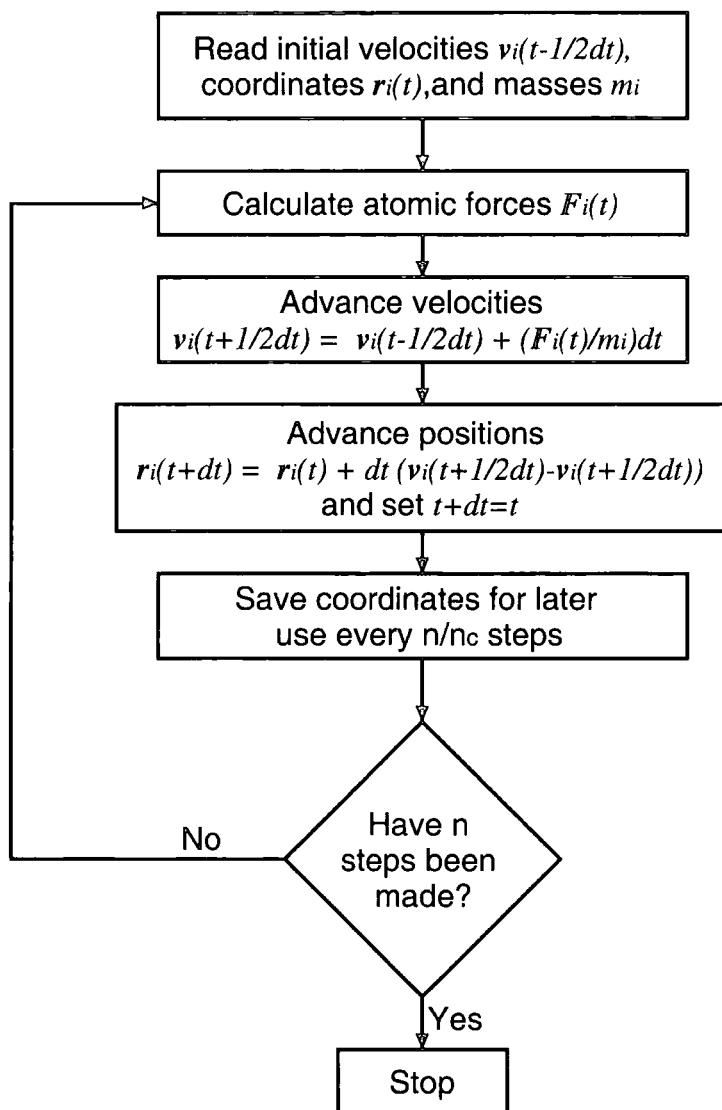 Read initial velocities vi(t-1/2dt),
coordinates ri(t),and masses mi
Calculate atomic forces Fi(t)
Advance velocities
vi(t+1/2dt) = vi(t-1/2dt) + (Fi(t)/mi)dt
Advance positions
ri(t+dt) = ri(t) + dt (vi(t+1/2dt)-vi(t+1/2dt))
and set t+dt=t
Save coordinates for later
use every n/nc steps
No
Have n
steps been
made?
Yes
Stop